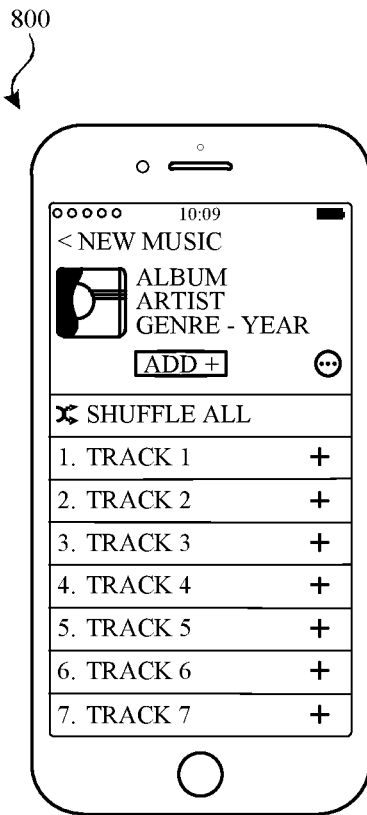 800
10:09
< NEW MUSIC
ALBUM
ARTIST
GENRE - YEAR
ADD +
SHUFFLE ALL
1. TRACK 1 +
2. TRACK 2 +
3. TRACK 3 +
4. TRACK 4 +
5. TRACK 5 +
6. TRACK 6 +
7. TRACK 7 +